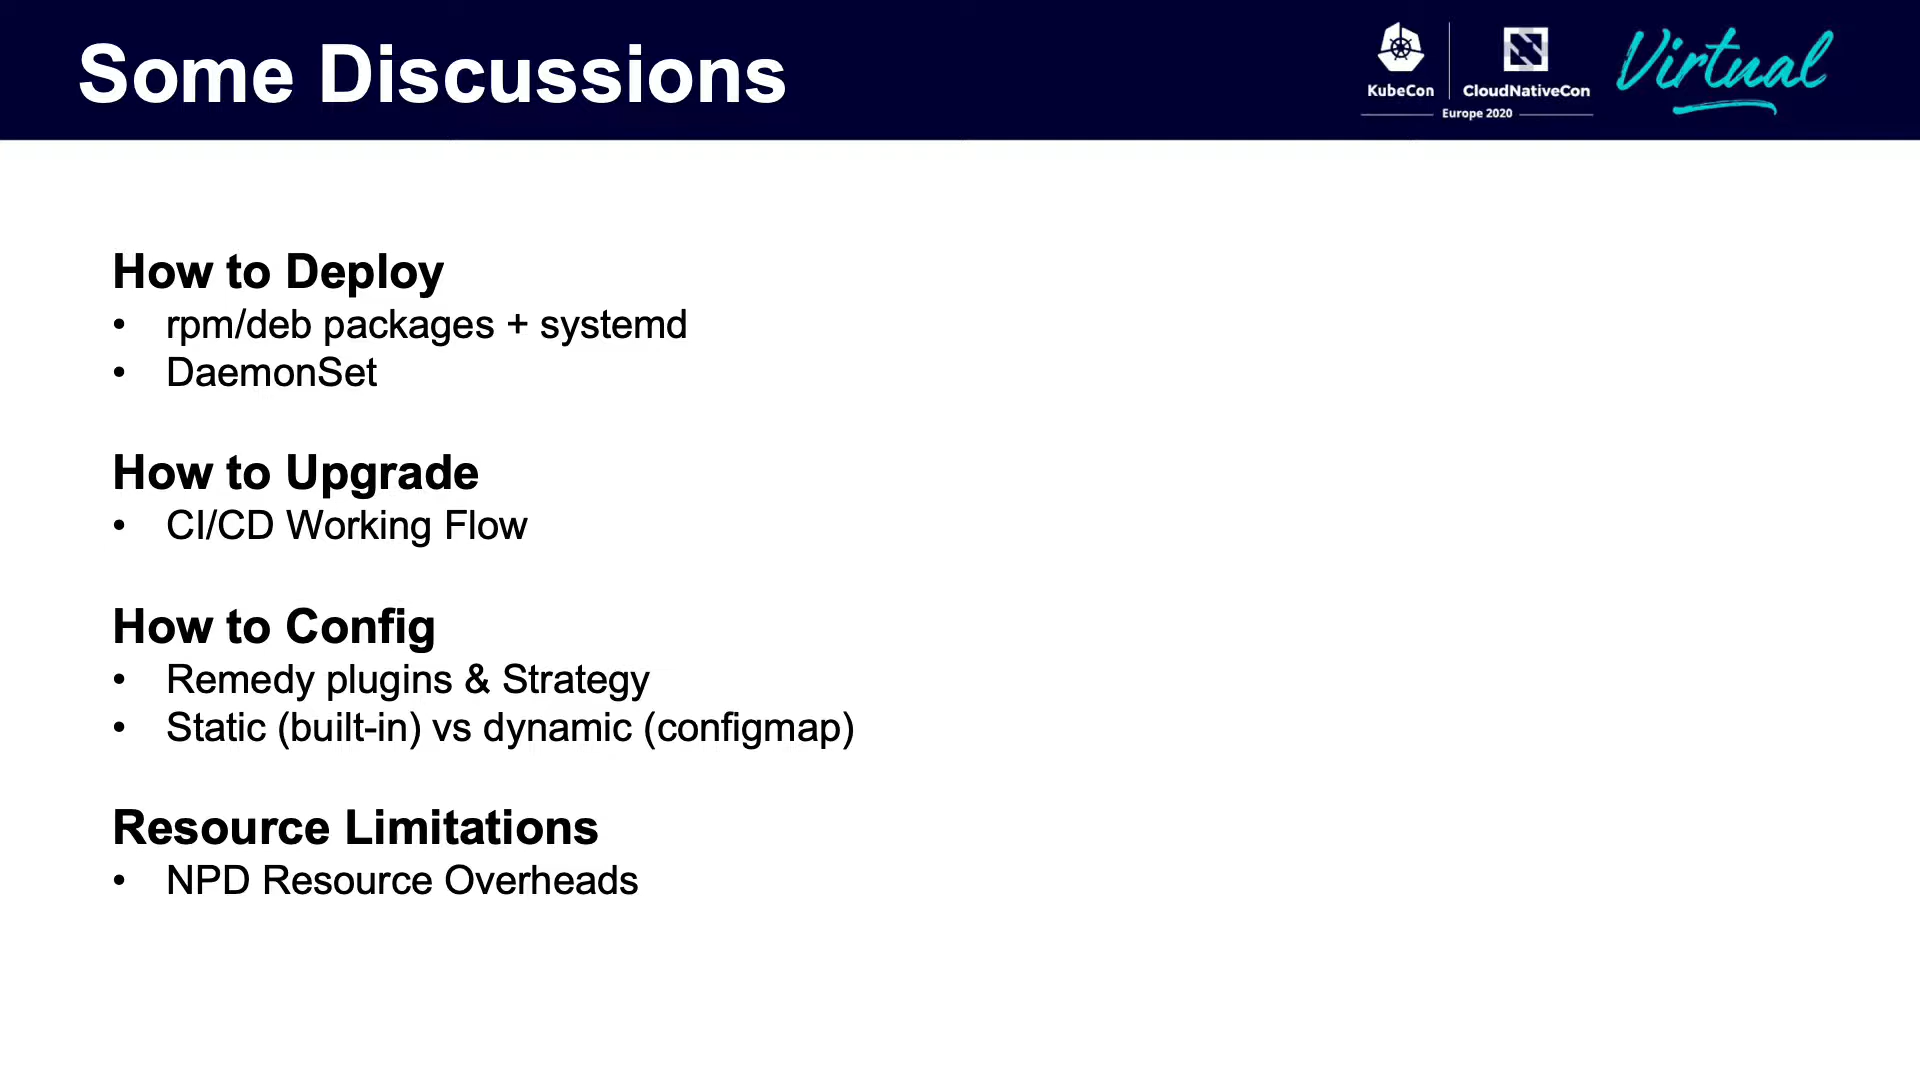 Some Discussions
KubeCon
CloudNativeCon
Europe 2020
Virtual
How to Deploy
• rpm/deb packages + systemd
• DaemonSet
How to Upgrade
• CI/CD Working Flow
How to Config
• Remedy plugins & Strategy
• Static (built-in) vs dynamic (configmap)
Resource Limitations
• NPD Resource Overheads